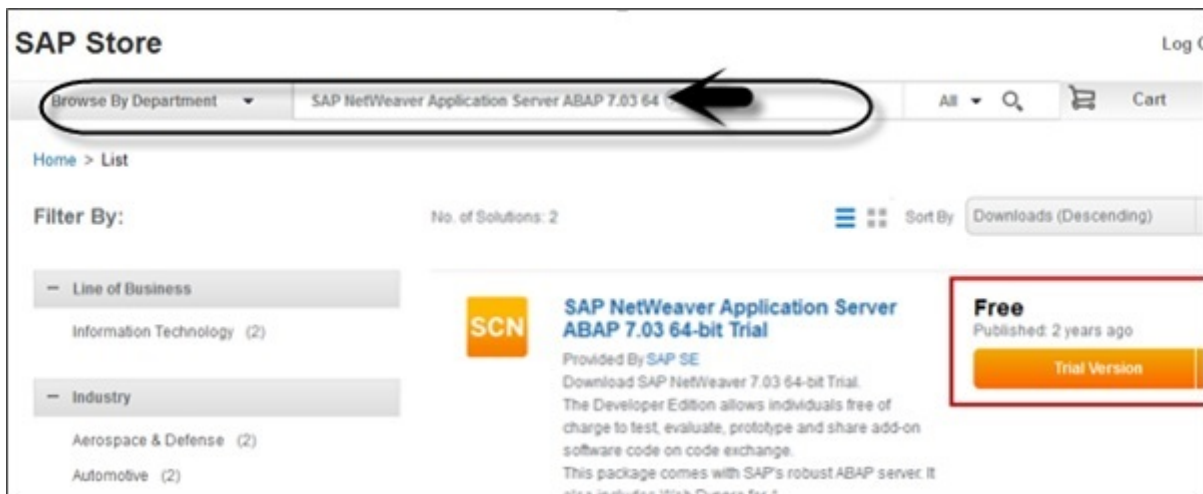 SAP Store
Log
Browse By Department
SAP NetWeaver Application Server ABAP 7.03 64
All
Cart
Home > List
Filter By:
No. of Solutions: 2
Sort By
Downloads (Descending)
Line of Business
Information Technology (2)
Industry
Aerospace & Defense (2)
Automotive (2)
SCN
SAP NetWeaver Application Server
ABAP 7.03 64-bit Trial
Provided By SAP SE
Download SAP NetWeaver 7.03 64-bit Trial.
The Developer Edition allows individuals free of
charge to test, evaluate, prototype and share add-on
software code on code exchange.
This package comes with SAP's robust ABAP server. It
Free
Published: 2 years ago
Trial Version